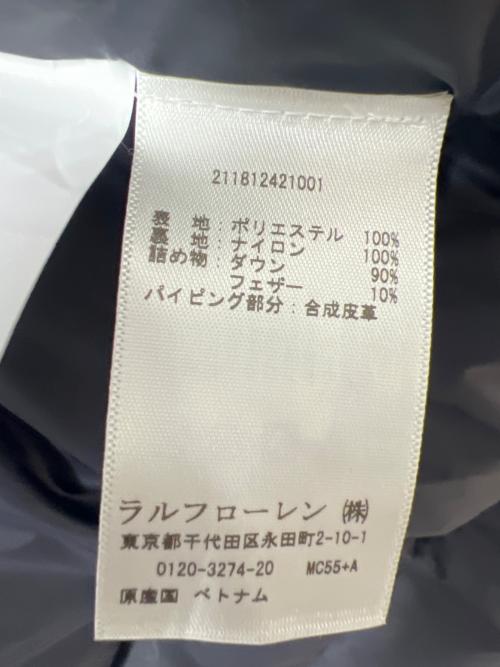 211812421001
表　地：ポリエステル 100%
裏　地：ナイロン 100%
詰め物：ダウン 90%
フェザー 10%
パイピング部分：合成皮革
ラルフローレン ㈱
東京都千代田区永田町2-10-1
0120-3274-20 MC55+A
原産国 ベトナム